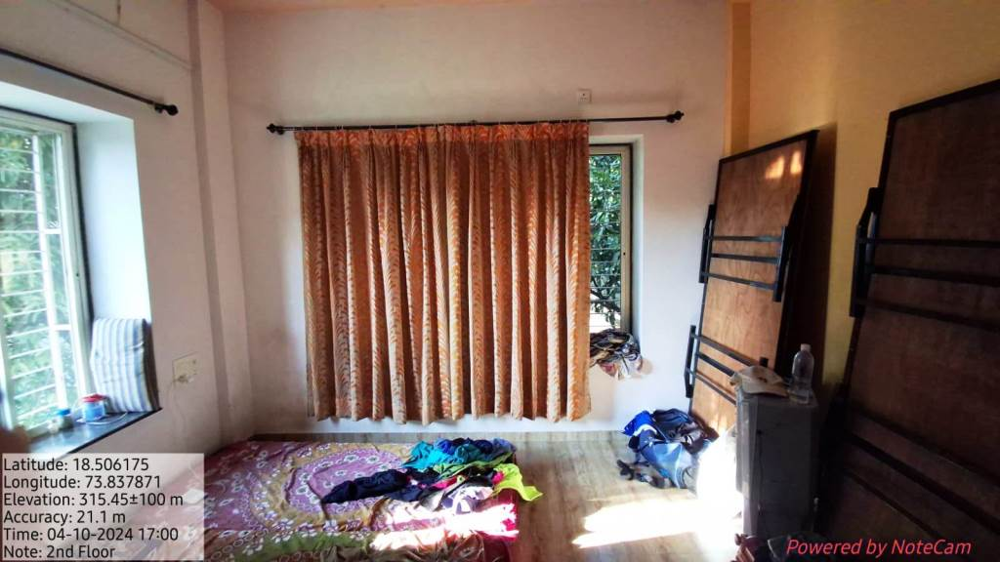 Latitude: 18.506175
Longitude: 73.837871
Elevation: 315.45±100 m
Accuracy: 21.1 m
Time: 04-10-2024 17:00
Note: 2nd Floor
Powered by NoteCam